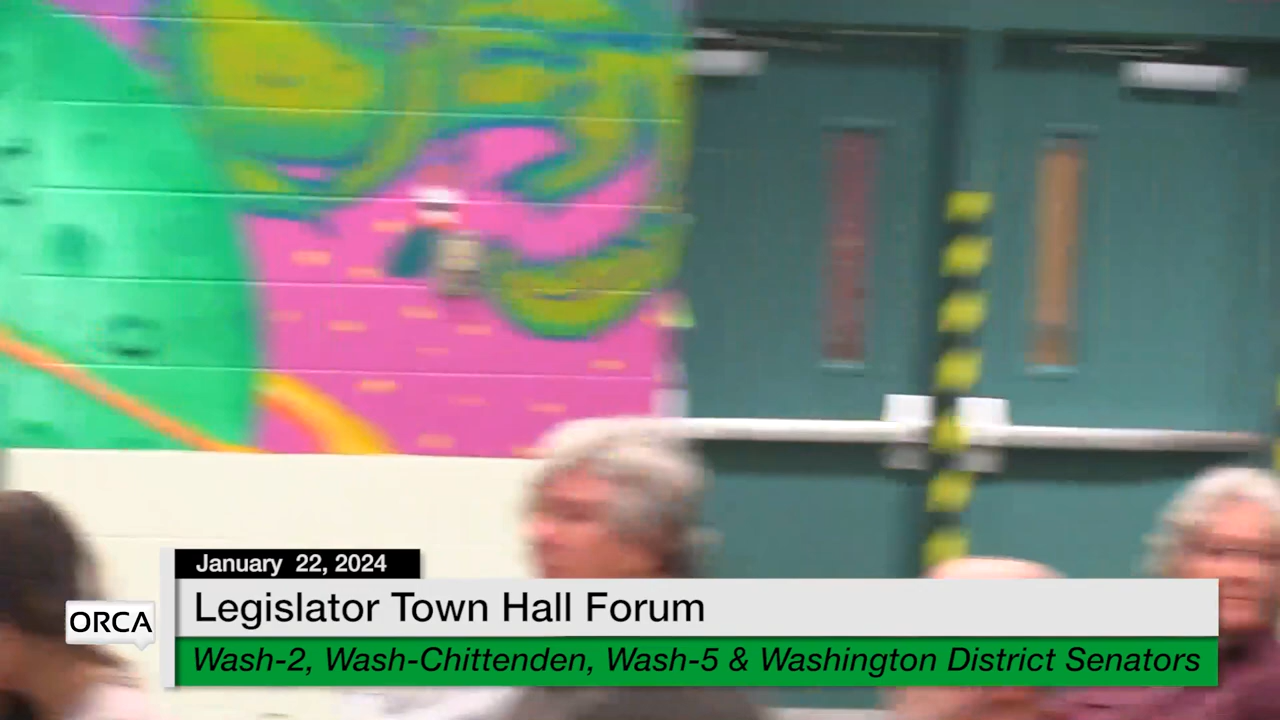 January 22, 2024
Legislator Town Hall Forum
ORCA
Wash-2, Wash-Chittenden, Wash-5 & Washington District Senators